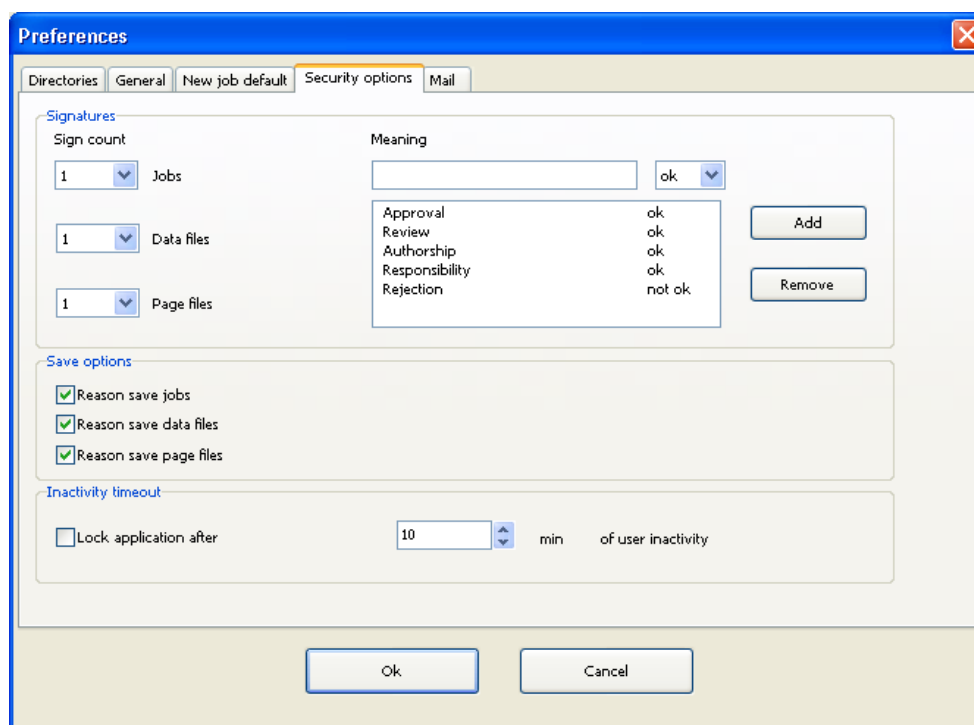 Preferences
Directories General New job default Security options Mail
Signatures
Sign count Meaning
1 Jobs ok
Approval ok
Review ok
1 Data files Add
Authorship ok
Responsibility ok
Rejection not ok
1 Page files Remove
Save options
Reason save jobs
Reason save data files
Reason save page files
Inactivity timeout
Lock application after 10 min of user inactivity
Ok Cancel